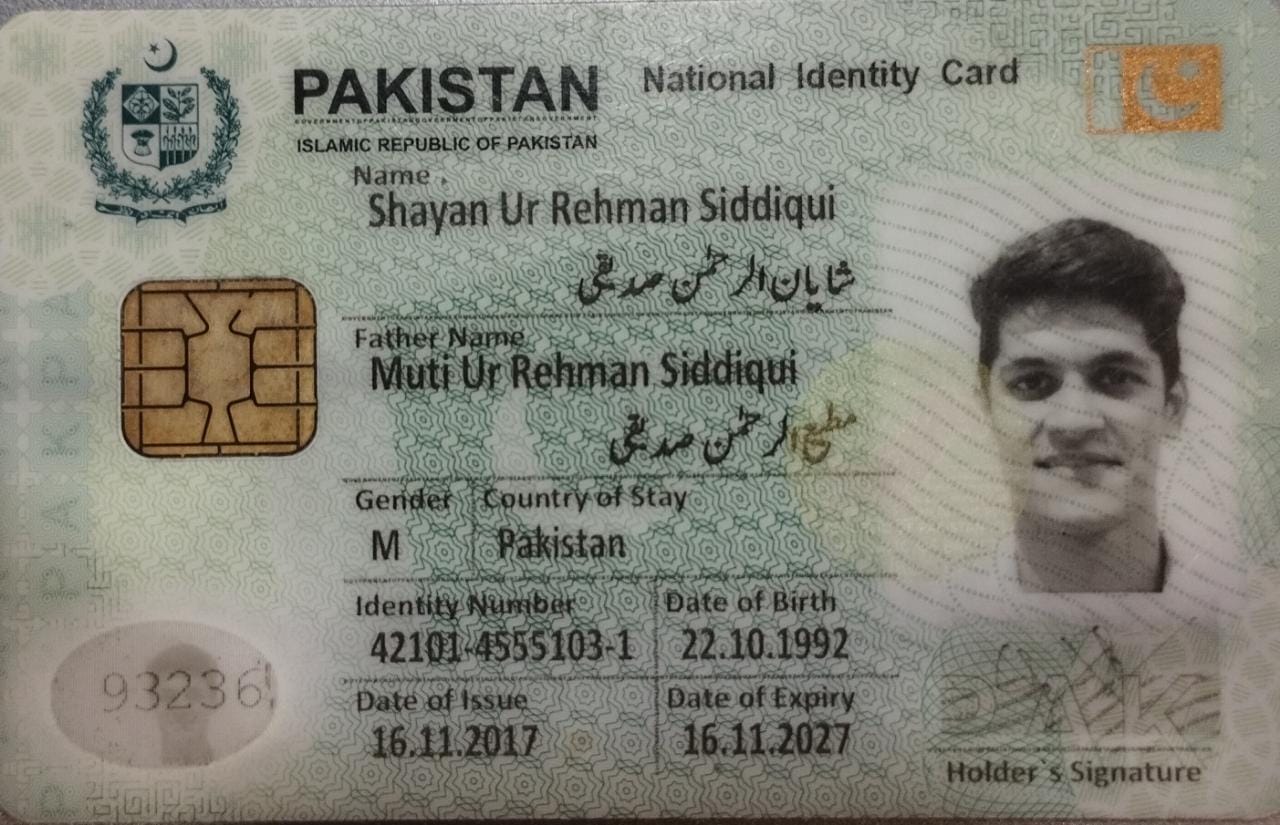 PAKISTAN National Identity Card
ISLAMIC REPUBLIC OF PAKISTAN
Name
Shayan Ur Rehman Siddiqui
شایان الرحمٰن صدیقی
Father Name
Muti Ur Rehman Siddiqui
مطیع الرحمٰن صدیقی
Gender Country of Stay
M Pakistan
Identity Number Date of Birth
42101-4555103-1 22.10.1992
Date of Issue Date of Expiry
16.11.2017 16.11.2027
93236
Holder`s Signature